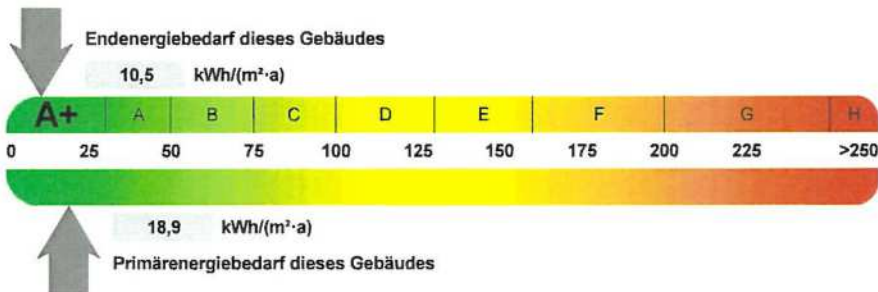 Endenergiebedarf dieses Gebäudes
10,5 kWh/(m²·a)
A+ A B C D E F G H
0 25 50 75 100 125 150 175 200 225 >250
18,9 kWh/(m²·a)
Primärenergiebedarf dieses Gebäudes